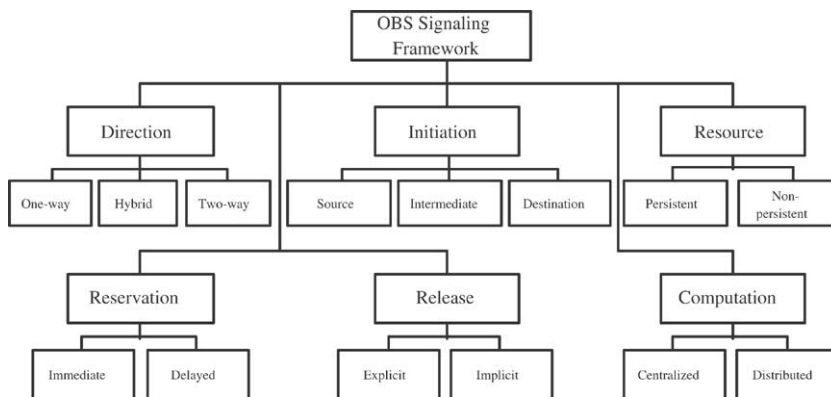 OBS Signaling
Framework
Direction
Initiation
Resource
One-way
Hybrid
Two-way
Source
Intermediate
Destination
Persistent
Non-
persistent
Reservation
Release
Computation
Immediate
Delayed
Explicit
Implicit
Centralized
Distributed